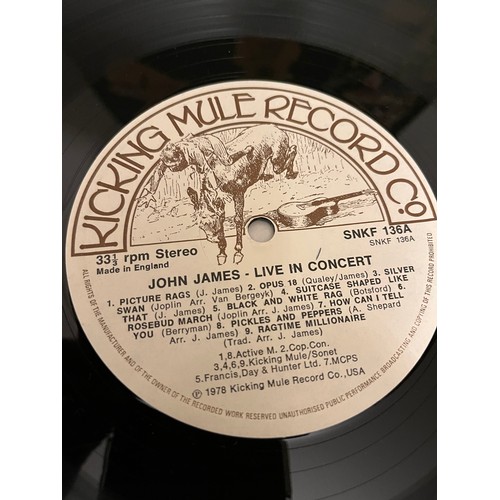 KICKING MULE RECORD Co.
33⅓ rpm Stereo
Made in England
SNKF 136A
SNKF 136A
JOHN JAMES - LIVE IN CONCERT
1. PICTURE RAGS (J. James) 2. OPUS 18 (Qualey/James) 3. SILVER
SWAN (Joplin Arr. Van Bergeyk) 4. SUITCASE SHAPED LIKE
THAT (J. James) 5. BLACK AND WHITE RAG (Botsford) 6.
ROSEBUD MARCH (Joplin Arr J. James) 7. HOW CAN I TELL
YOU (Berryman) 8. PICKLES AND PEPPERS (A. Shepard
Arr. J. James) 9. RAGTIME MILLIONAIRE
(Trad. Arr J. James)
1,8. Active M. 2. Cop.Con.
3,4,6,9. Kicking Mule/Sonet
5. Francis, Day & Hunter Ltd. 7. MCPS
Ⓟ 1978 Kicking Mule Record Co., USA
ALL RIGHTS OF THE MANUFACTURER AND OF THE OWNER OF THE RECORDED WORK RESERVED UNAUTHORISED PUBLIC PERFORMANCE BROADCASTING AND COPYING OF THIS RECORD PROHIBITED